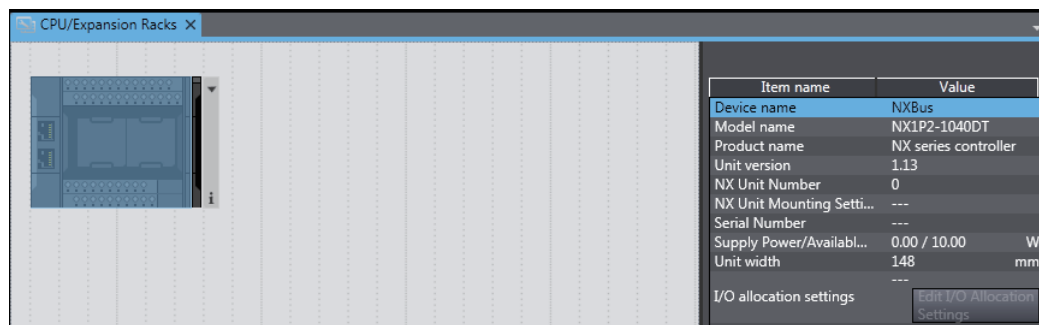 CPU/Expansion Racks
Item name Value
Device name NXBus
Model name NX1P2-1040DT
Product name NX series controller
Unit version 1.13
NX Unit Number 0
NX Unit Mounting Setti... ---
Serial Number ---
Supply Power/Availabl... 0.00 / 10.00 W
Unit width 148 mm
---
I/O allocation settings Edit I/O Allocation
Settings